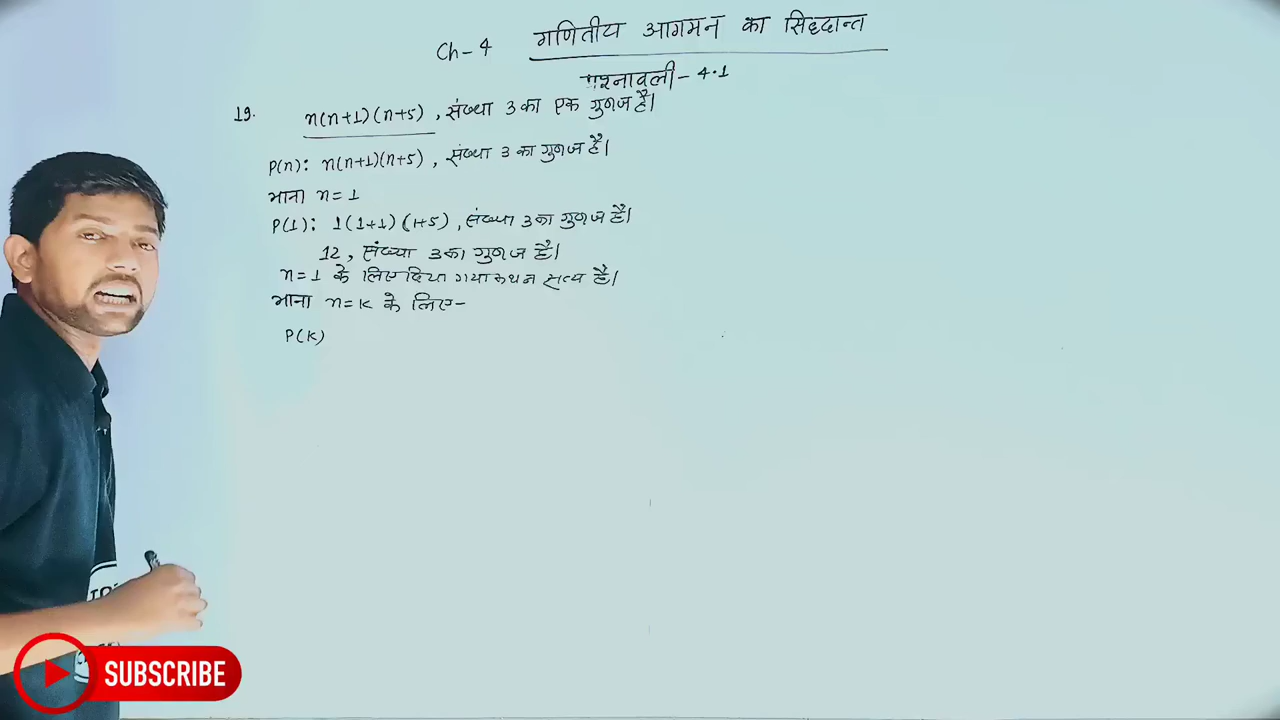 Ch-4 गणितीय आगमन का सिद्दान्त
प्रश्नावली-4.1
19. n(n+1)(n+5), संख्या 3 का एक गुणज है।
P(n): n(n+1)(n+5), संख्या 3 का गुणज है।
माना n=1
P(1): 1(1+1)(1+5), संख्या 3 का गुणज है।
12, संख्या 3 का गुणज है।
n=1 के लिए दिया गया कथन सत्य है।
माना n=K के लिए-
P(K)
SUBSCRIBE